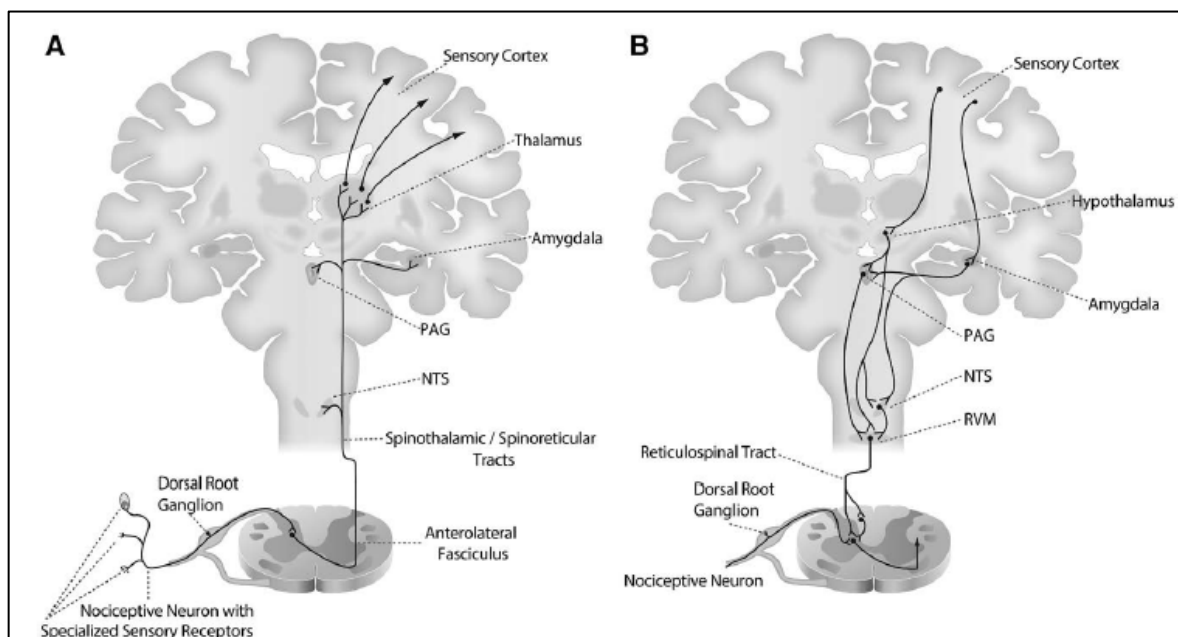 A
Sensory Cortex
Thalamus
Amygdala
PAG
NTS
Spinothalamic / Spinoreticular
Tracts
Dorsal Root
Ganglion
Anterolateral
Fasciculus
Nociceptive Neuron with
Specialized Sensory Receptors
B
Sensory Cortex
Hypothalamus
Amygdala
PAG
NTS
RVM
Reticulospinal Tract
Dorsal Root
Ganglion
Nociceptive Neuron